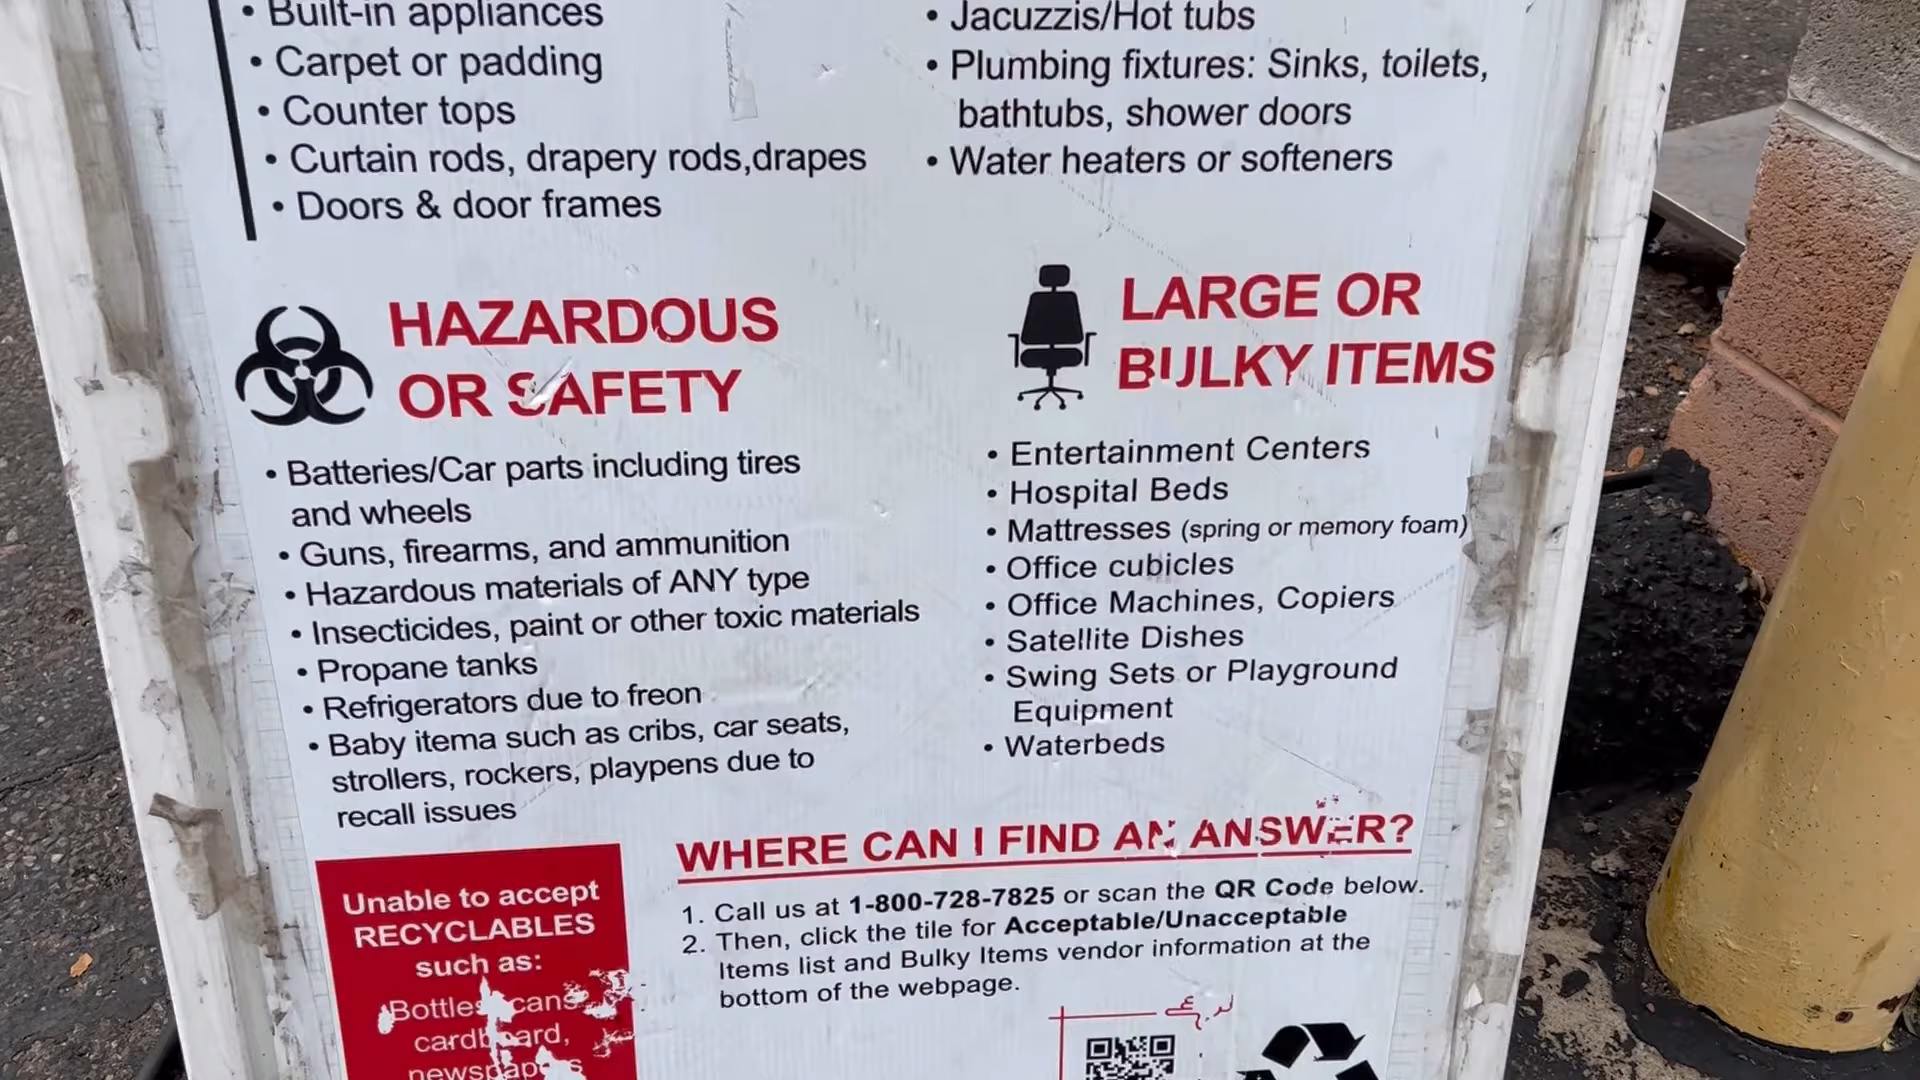 • Built-in appliances
• Carpet or padding
• Counter tops
• Curtain rods, drapery rods,drapes
• Doors & door frames
• Jacuzzis/Hot tubs
• Plumbing fixtures: Sinks, toilets,
bathtubs, shower doors
• Water heaters or softeners
HAZARDOUS
OR SAFETY
• Batteries/Car parts including tires
and wheels
• Guns, firearms, and ammunition
• Hazardous materials of ANY type
• Insecticides, paint or other toxic materials
• Propane tanks
• Refrigerators due to freon
• Baby itema such as cribs, car seats,
strollers, rockers, playpens due to
recall issues
LARGE OR
BULKY ITEMS
• Entertainment Centers
• Hospital Beds
• Mattresses (spring or memory foam)
• Office cubicles
• Office Machines, Copiers
• Satellite Dishes
• Swing Sets or Playground
Equipment
• Waterbeds
Unable to accept
RECYCLABLES
such as:
Bottles, cans,
cardboard,
newspapers
WHERE CAN I FIND AN ANSWER?
1. Call us at 1-800-728-7825 or scan the QR Code below.
2. Then, click the tile for Acceptable/Unacceptable
Items list and Bulky Items vendor information at the
bottom of the webpage.